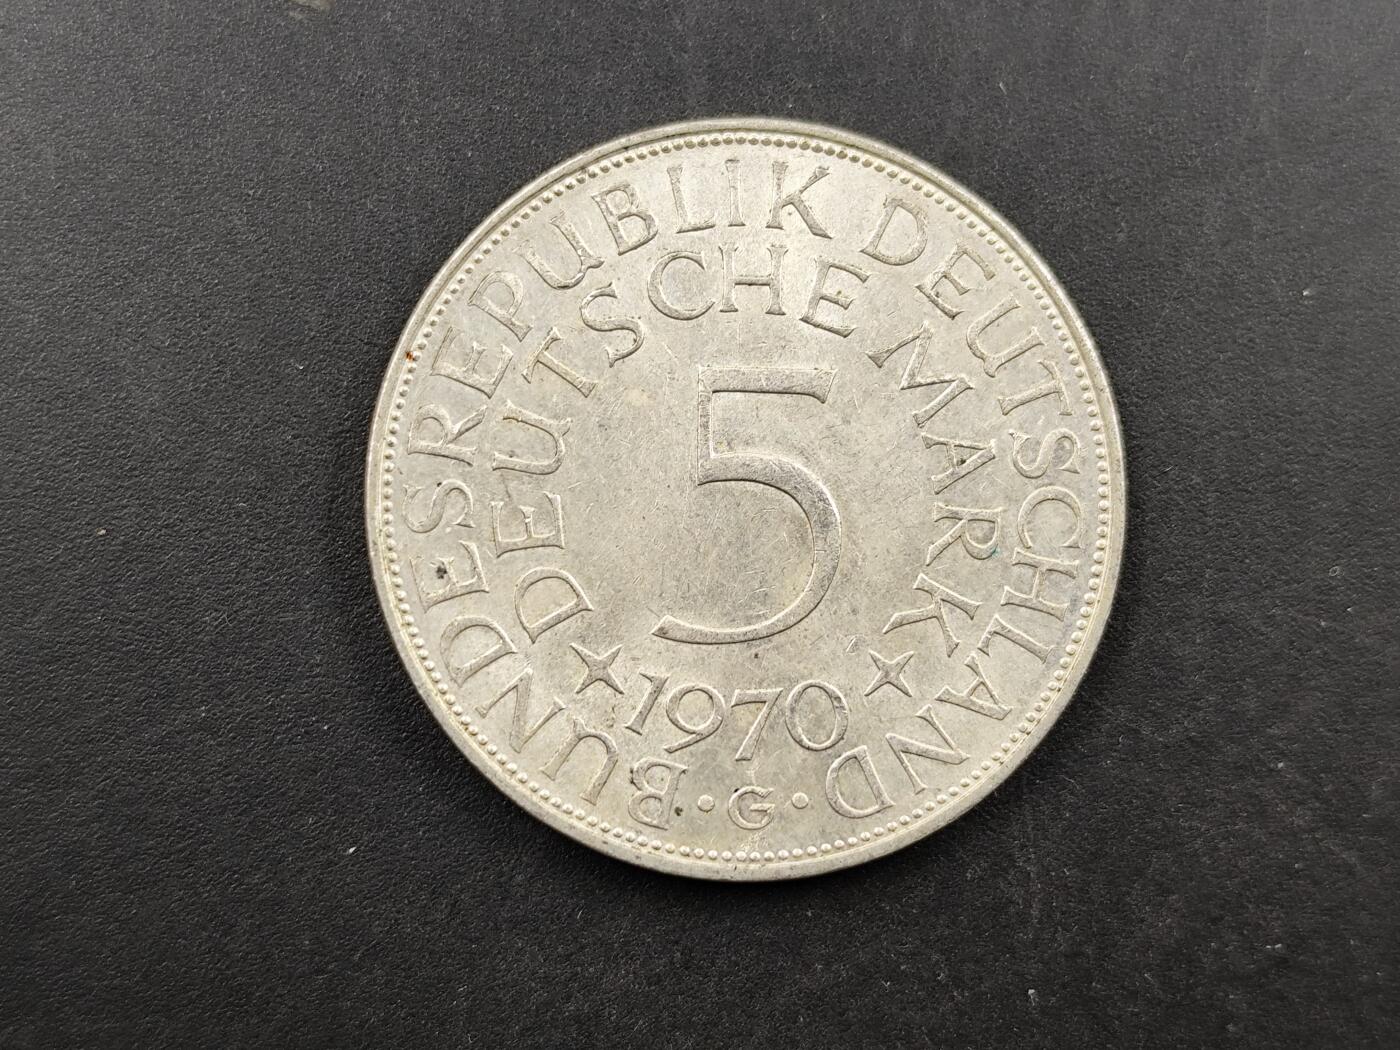 BUNDESREPUBLIK DEUTSCHLAND
DEUTSCHE MARK
5
1970
· G ·